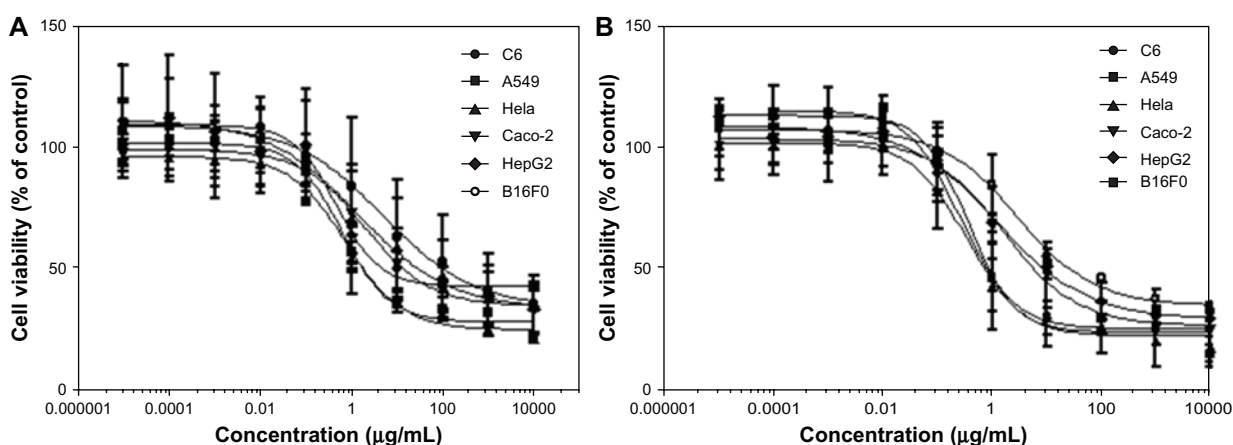 A
Cell viability (% of control)
150
100
50
0
0.000001
0.0001
0.01
1
100
10000
Concentration (µg/mL)
C6
A549
Hela
Caco-2
HepG2
B16F0
B
Cell viability (% of control)
150
100
50
0
0.000001
0.0001
0.01
1
100
10000
Concentration (µg/mL)
C6
A549
Hela
Caco-2
HepG2
B16F0